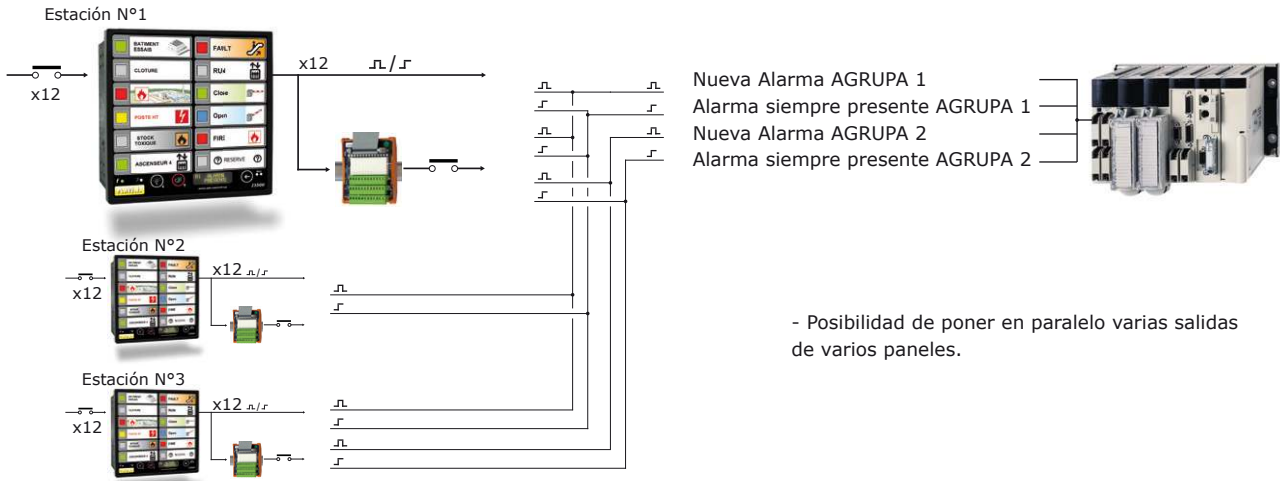 Estación N°1
BATIMENT ESSAIS
FAULT
CLOTURE
RUN
Close
POSTE HT
Open
STOCK TOXIQUE
FIRE
ASCENSEUR 4
RESERVE
x12
x12
Nueva Alarma AGRUPA 1
Alarma siempre presente AGRUPA 1
Nueva Alarma AGRUPA 2
Alarma siempre presente AGRUPA 2
Estación N°2
x12
x12
- Posibilidad de poner en paralelo varias salidas
de varios paneles.
Estación N°3
x12
x12